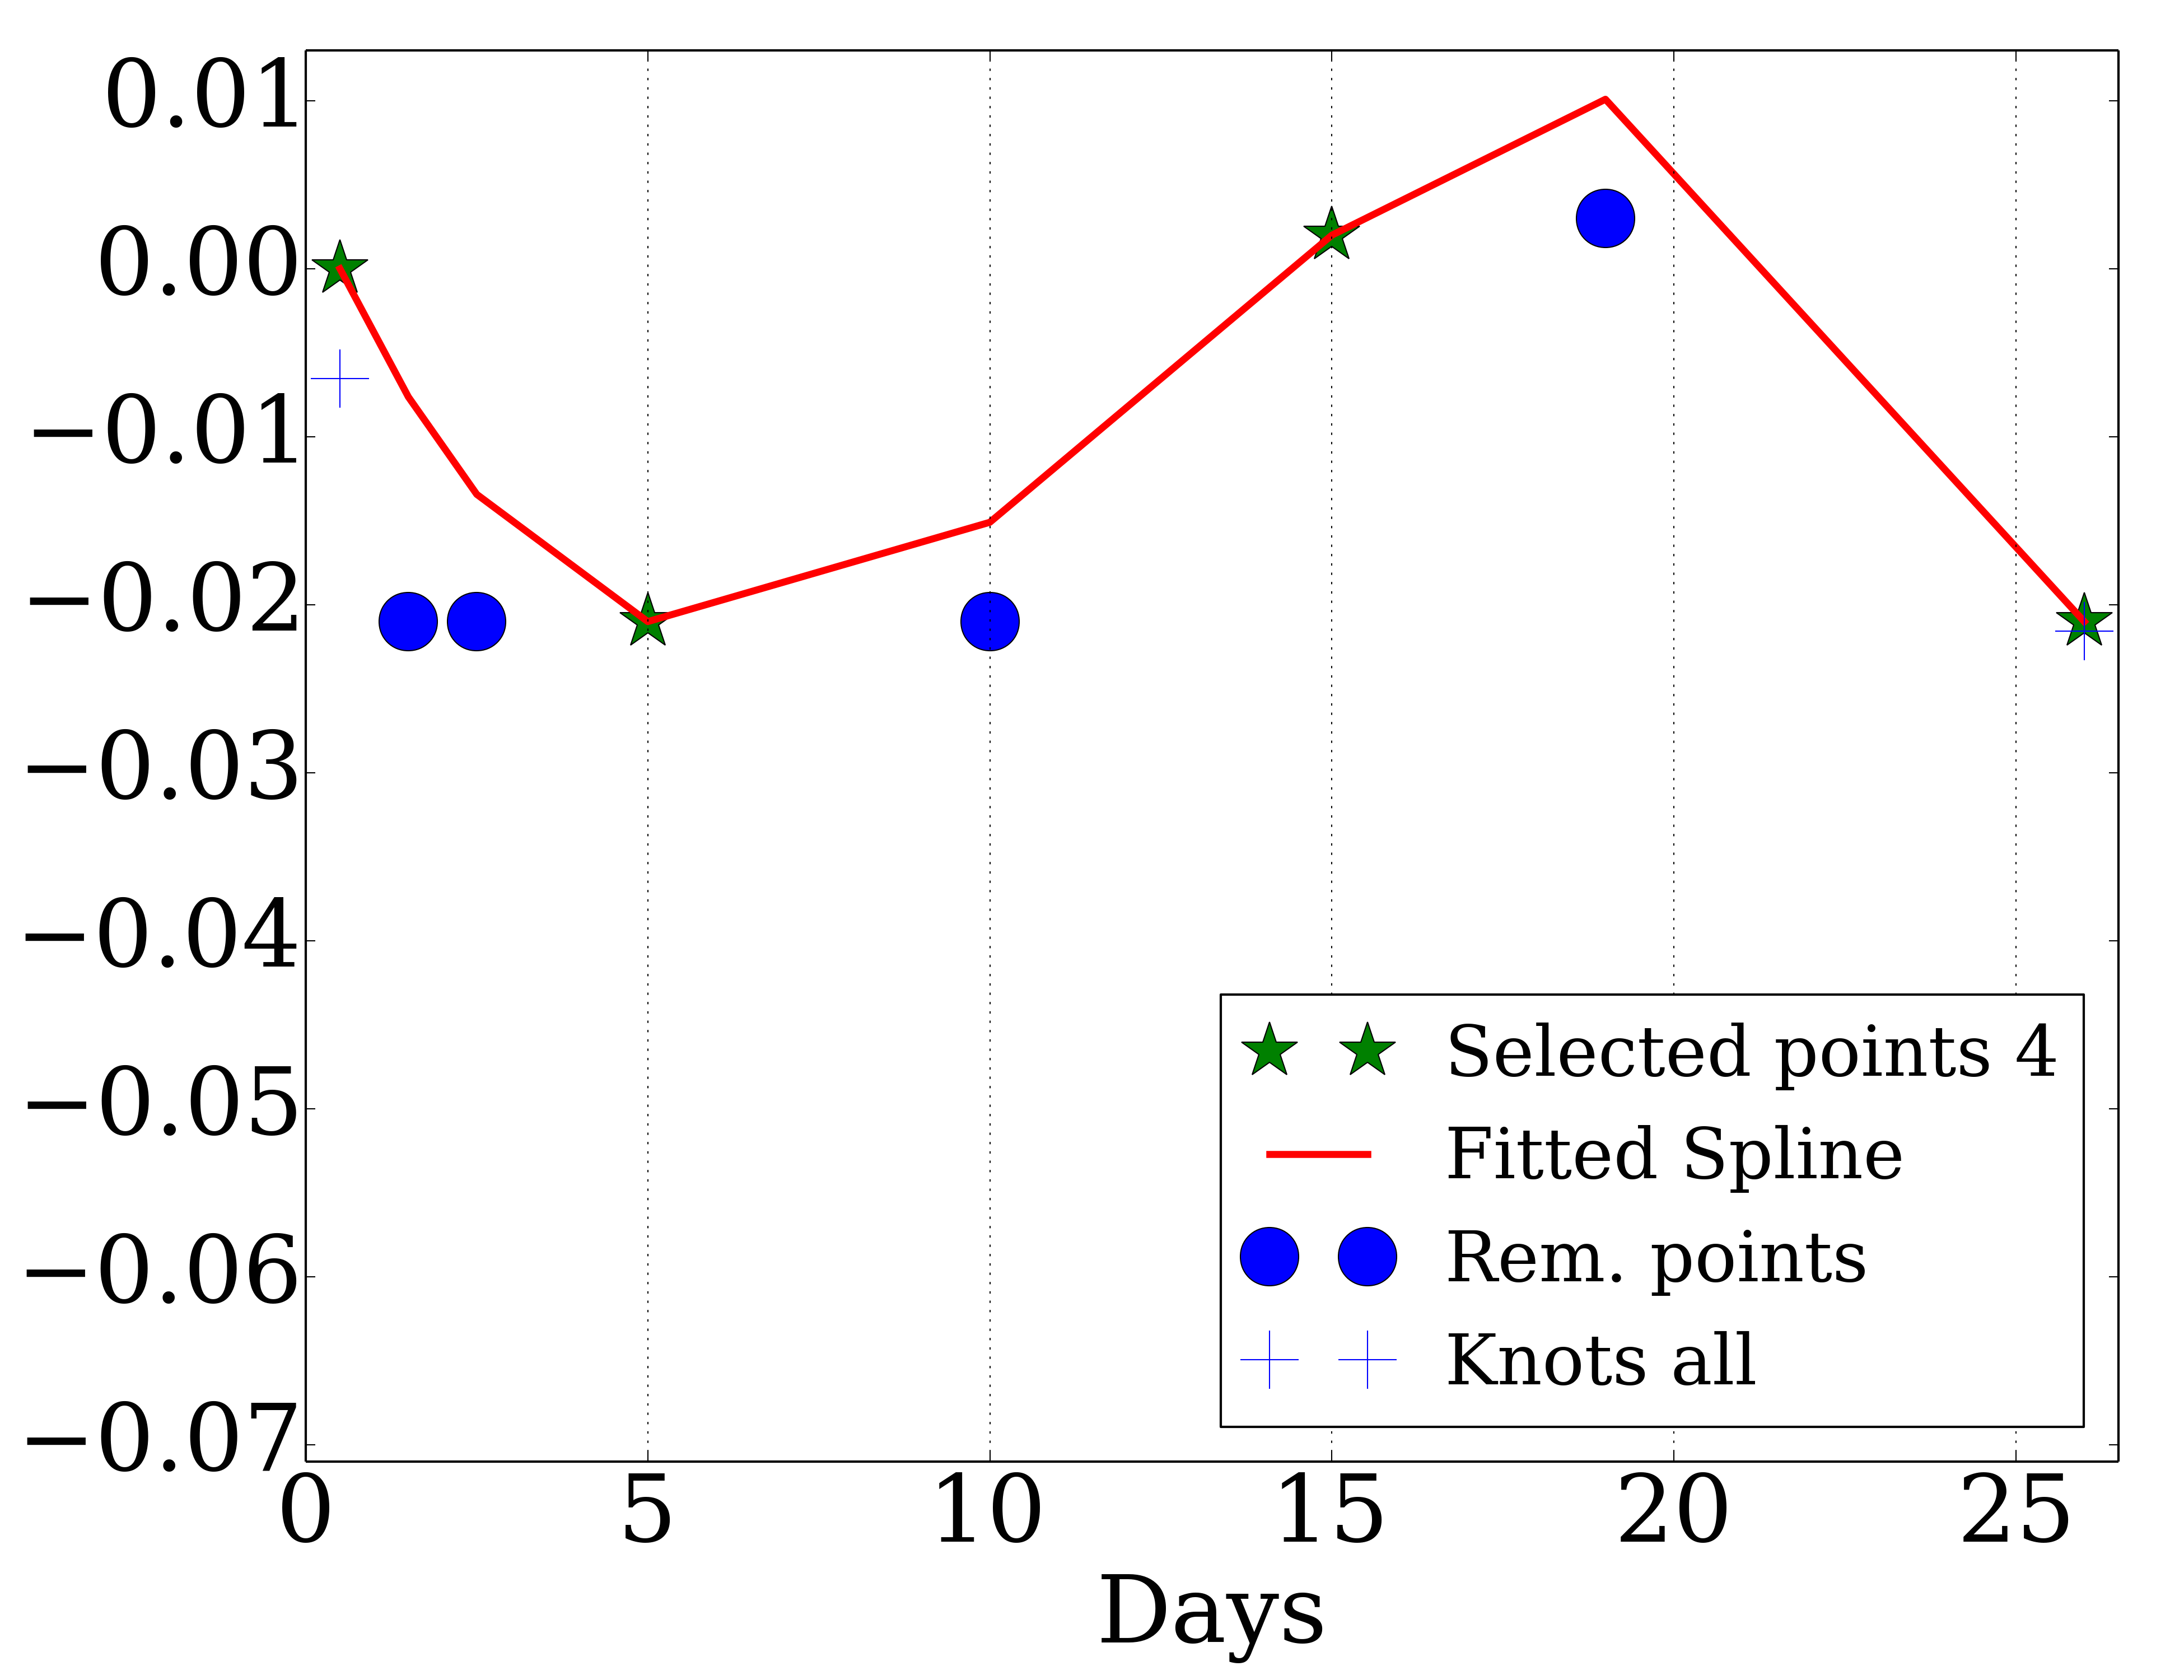 0.01
0.00
−0.01
−0.02
−0.03
−0.04
−0.05
−0.06
−0.07
Selected points 4
Fitted Spline
Rem. points
Knots all
0 5 10 15 20 25
Days